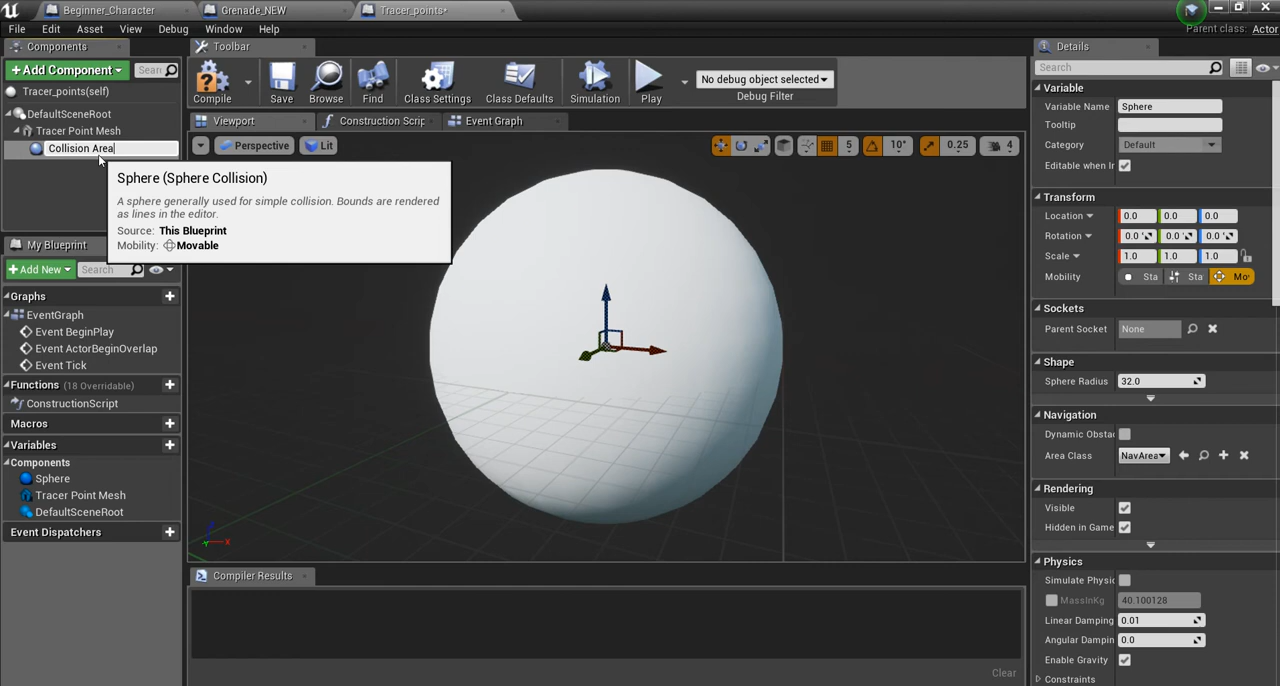 Beginner_Character
Grenade_NEW
Tracer_points*
File Edit Asset View Debug Window Help
Parent class: Actor
Components
Toolbar
Details
+Add Component
Sear
Search
Tracer_points(self)
Compile
Save
Browse
Find
Class Settings
Class Defaults
Simulation
Play
No debug object selected
Debug Filter
DefaultSceneRoot
Tracer Point Mesh
Collision Area
Viewport
Construction Scrip
Event Graph
Perspective
Lit
5
10°
0.25
4
Sphere (Sphere Collision)
A sphere generally used for simple collision. Bounds are rendered
as lines in the editor.
Source: This Blueprint
Mobility: Movable
My Blueprint
+Add New
Search
Graphs
EventGraph
Event BeginPlay
Event ActorBeginOverlap
Event Tick
Functions (18 Overridable)
ConstructionScript
Macros
Variables
Components
Sphere
Tracer Point Mesh
DefaultSceneRoot
Event Dispatchers
X
Compiler Results
Clear
Variable
Variable Name Sphere
Tooltip
Category Default
Editable when Ir
Transform
Location 0.0 0.0 0.0
Rotation 0.0 ° 0.0 ° 0.0 °
Scale 1.0 1.0 1.0
Mobility Sta Sta Mo
Sockets
Parent Socket None
Shape
Sphere Radius 32.0
Navigation
Dynamic Obsta
Area Class NavArea
Rendering
Visible
Hidden in Game
Physics
Simulate Physic
MassInKg 40.100128
Linear Damping 0.01
Angular Dampin 0.0
Enable Gravity
Constraints